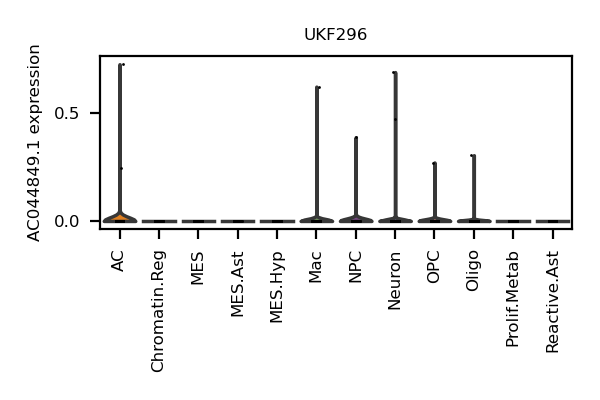 UKF296
AC044849.1 expression
0.5
0.0
AC
Chromatin.Reg
MES
MES.Ast
MES.Hyp
Mac
NPC
Neuron
OPC
Oligo
Prolif.Metab
Reactive.Ast